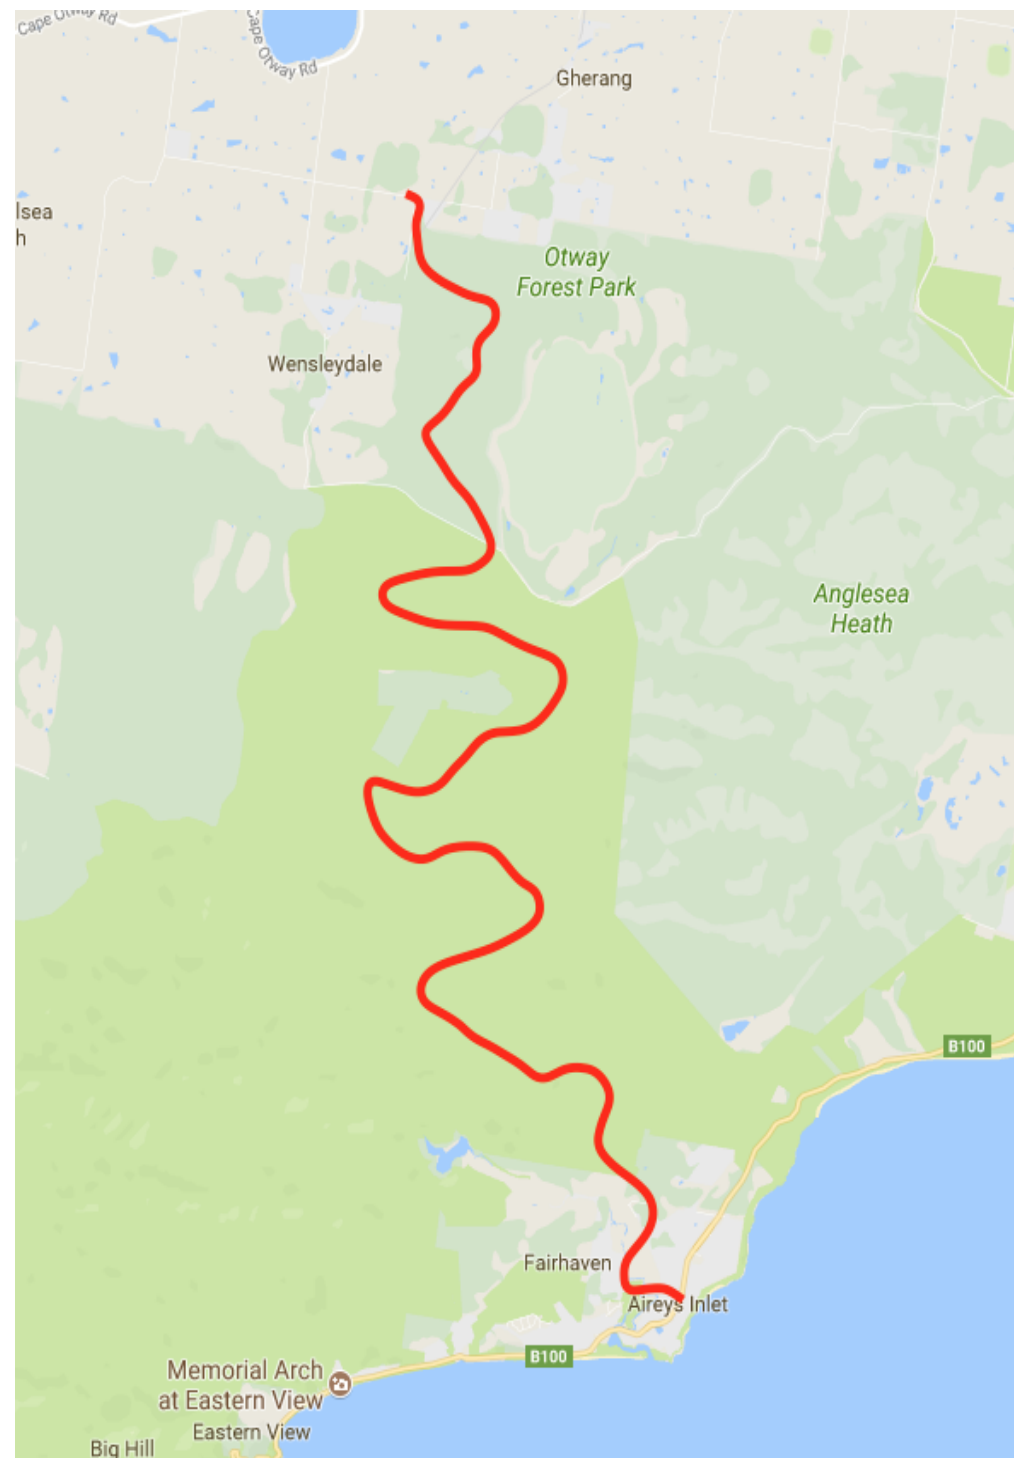 Cape Otway Rd
Cape Otway Rd
Gherang
lsea
h
Otway
Forest Park
Wensleydale
Anglesea
Heath
B100
Fairhaven
Aireys Inlet
B100
Memorial Arch
at Eastern View
Eastern View
Big Hill